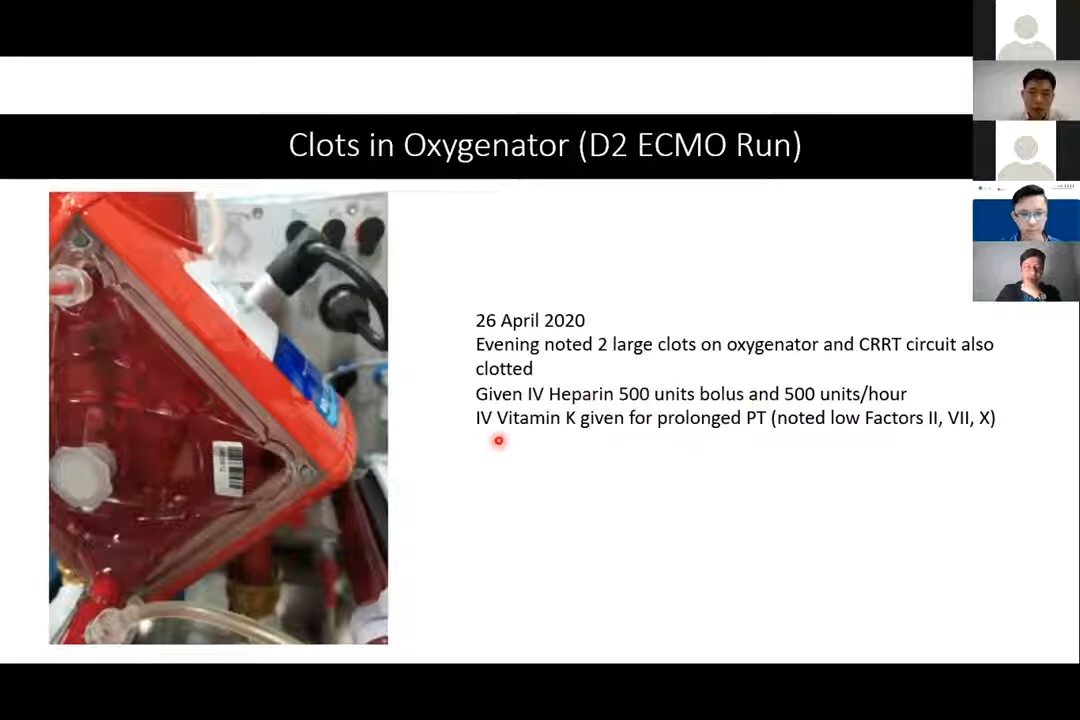 Clots in Oxygenator (D2 ECMO Run)
26 April 2020
Evening noted 2 large clots on oxygenator and CRRT circuit also
clotted
Given IV Heparin 500 units bolus and 500 units/hour
IV Vitamin K given for prolonged PT (noted low Factors II, VII, X)